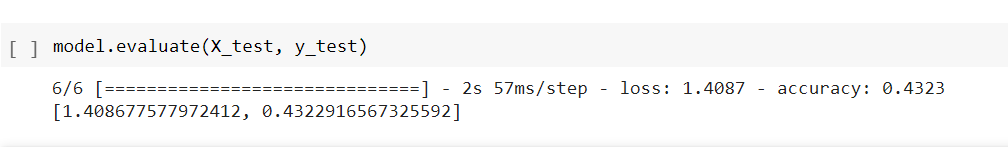 [ ] model.evaluate(X_test, y_test)
6/6 [==============================] - 2s 57ms/step - loss: 1.4087 - accuracy: 0.4323
[1.408677577972412, 0.4322916567325592]